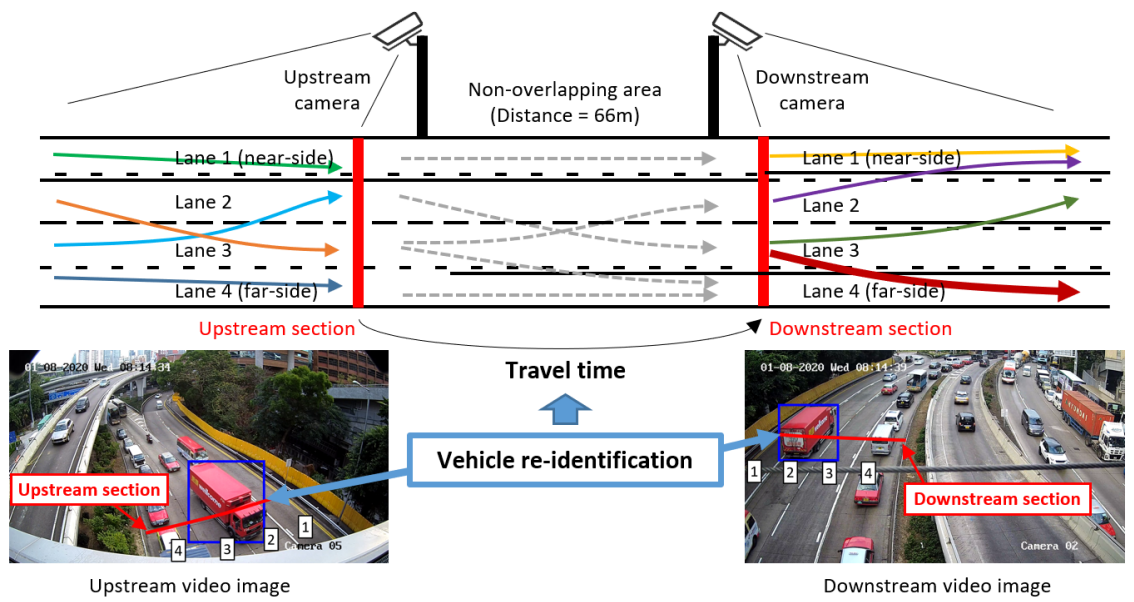 Upstream
camera
Non-overlapping area
(Distance = 66m)
Downstream
camera
Lane 1 (near-side)
Lane 2
Lane 3
Lane 4 (far-side)
Lane 1 (near-side)
Lane 2
Lane 3
Lane 4 (far-side)
Upstream section
Downstream section
Travel time
Vehicle re-identification
01-08-2020 Wed 08:14:34
Upstream section
1
2
3
4
Camera 05
Upstream video image
01-08-2020 Wed 08:14:39
1
2
3
4
Downstream section
Camera 02
Downstream video image